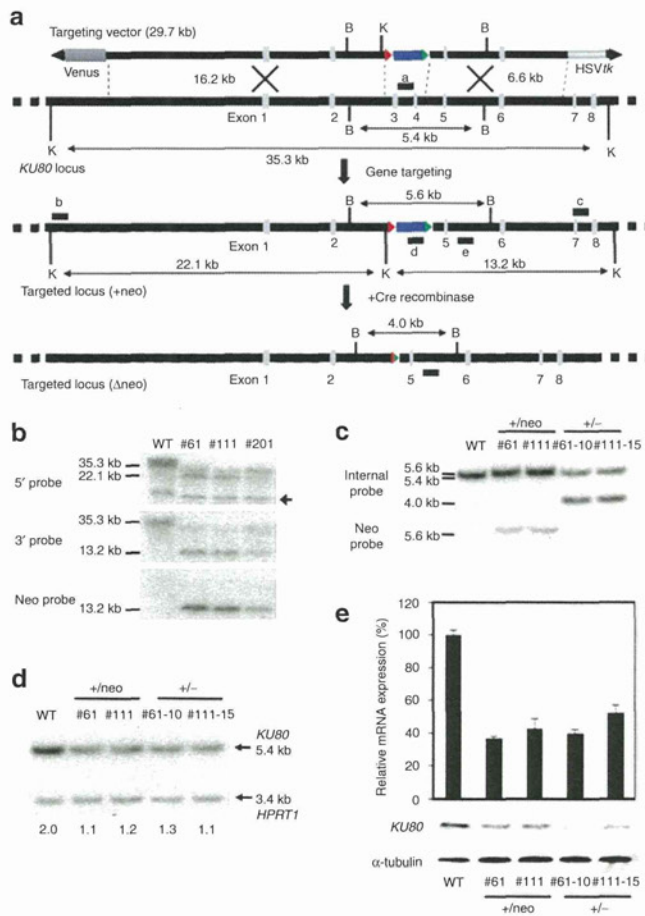 a
Targeting vector (29.7 kb)
B K B
Venus
HSVtk
16.2 kb
6.6 kb
a
Exon 1 2 3 4 5 6 7 8
B B
5.4 kb
K K
35.3 kb
KU80 locus
Gene targeting
b
5.6 kb
c
B B
Exon 1 2 5 6 7 8
d e
K K K
22.1 kb 13.2 kb
Targeted locus (+neo)
+Cre recombinase
4.0 kb
B B
Exon 1 2 5 6 7 8
Targeted locus (Δneo)
b
WT #61 #111 #201
35.3 kb
22.1 kb
5′ probe
35.3 kb
3′ probe
13.2 kb
Neo probe
13.2 kb
c
+/neo +/−
WT #61 #111 #61-10 #111-15
Internal probe
5.6 kb
5.4 kb
4.0 kb
Neo probe
5.6 kb
d
+/neo +/−
WT #61 #111 #61-10 #111-15
KU80
5.4 kb
3.4 kb
HPRT1
2.0 1.1 1.2 1.3 1.1
e
Relative mRNA expression (%)
120
100
80
60
40
20
0
KU80
α-tubulin
WT #61 #111 #61-10 #111-15
+/neo +/−